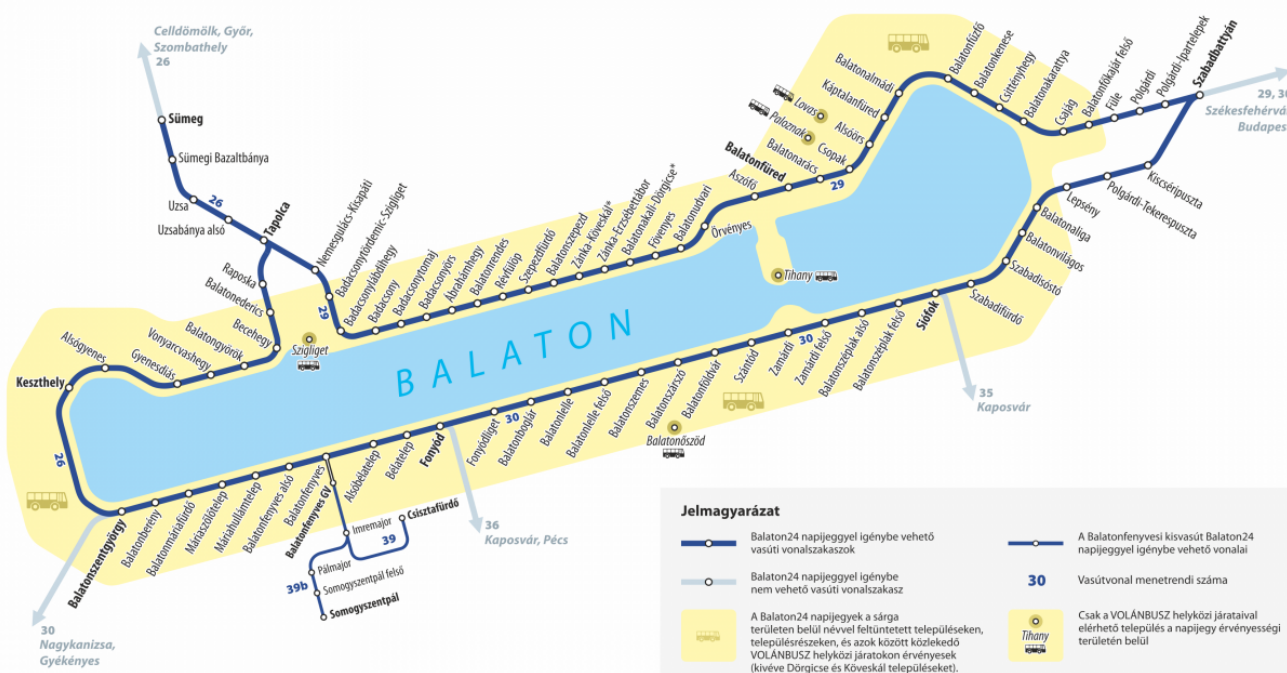 Celldömölk, Győr,
Szombathely
26
Sümeg
Sümegi Bazaltbánya
Uzsa
26
Uzsabánya alsó
Tapolca
Raposka
Balatonederics
Becehegy
Balatongyörök
Vonyarcvashegy
Gyenesdiás
Alsógyenes
Keszthely
26
Nemesgulács-Kisapáti
Badacsonytördemic-Szigliget
29
Badacsonylábdihegy
Badacsony
Badacsonytomaj
Badacsonyörs
Ábrahámhegy
Balatonrendes
Révfülöp
Szepezdfürdő
Balatonszepezd
Zánka-Köveskál*
Zánka-Erzsébettábor
Balatonakali-Dörgicse*
Fövenyes
Balatonudvari
Örvényes
Aszófő
Balatonfüred
Balatonarács
29
Csopak
Paloznak
Lovas
Alsóörs
Káptalanfüred
Balatonalmádi
Balatonfűzfő
Balatonkenese
Csittényhegy
Balatonakarattya
Csajág
Balatonfőkajár felső
Füle
Polgárdi
Polgárdi-Ipartelepek
Szabadbattyán
29, 30
Székesfehérvár
Budapest
Kiscséripuszta
Polgárdi-Tekerespuszta
Lepsény
Balatonaliga
Balatonvilágos
Szabadisóstó
Szabadifürdő
Siófok
35
Kaposvár
Balatonszéplak felső
Balatonszéplak alsó
Zamárdi felső
30
Zamárdi
Szántód
Balatonföldvár
Balatonszárszó
Balatonszemes
Balatonlelle felső
Balatonlelle
Balatonboglár
30
Fonyódliget
Fonyód
36
Kaposvár, Pécs
Bélatelep
Alsóbélatelep
Balatonfenyves
Balatonfenyves GV
Balatonfenyves alsó
Máriahullámtelep
Máriaszőlőtelep
Balatonmáriafürdő
Balatonberény
Balatonszentgyörgy
30
Nagykanizsa,
Gyékényes
Imremajor
39
Csisztafürdő
Pálmajor
39b
Somogyszentpál felső
Somogyszentpál
Szigliget
Tihany
Balatonőszöd
BALATON
Jelmagyarázat
Balaton24 napijeggyel igénybe vehető
vasúti vonalszakaszok
Balaton24 napijeggyel igénybe
nem vehető vasúti vonalszakasz
A Balaton24 napijegyek a sárga
területen belül névvel feltüntetett településeken,
településrészeken, és azok között közlekedő
VOLÁNBUSZ helyközi járatokon érvényesek
(kivéve Dörgicse és Köveskál településeket).
A Balatonfenyvesi kisvasút Balaton24
napijeggyel igénybe vehető vonalai
30
Vasútvonal menetrendi száma
Tihany
Csak a VOLÁNBUSZ helyközi járataival
elérhető település a napijegy érvényességi
területén belül